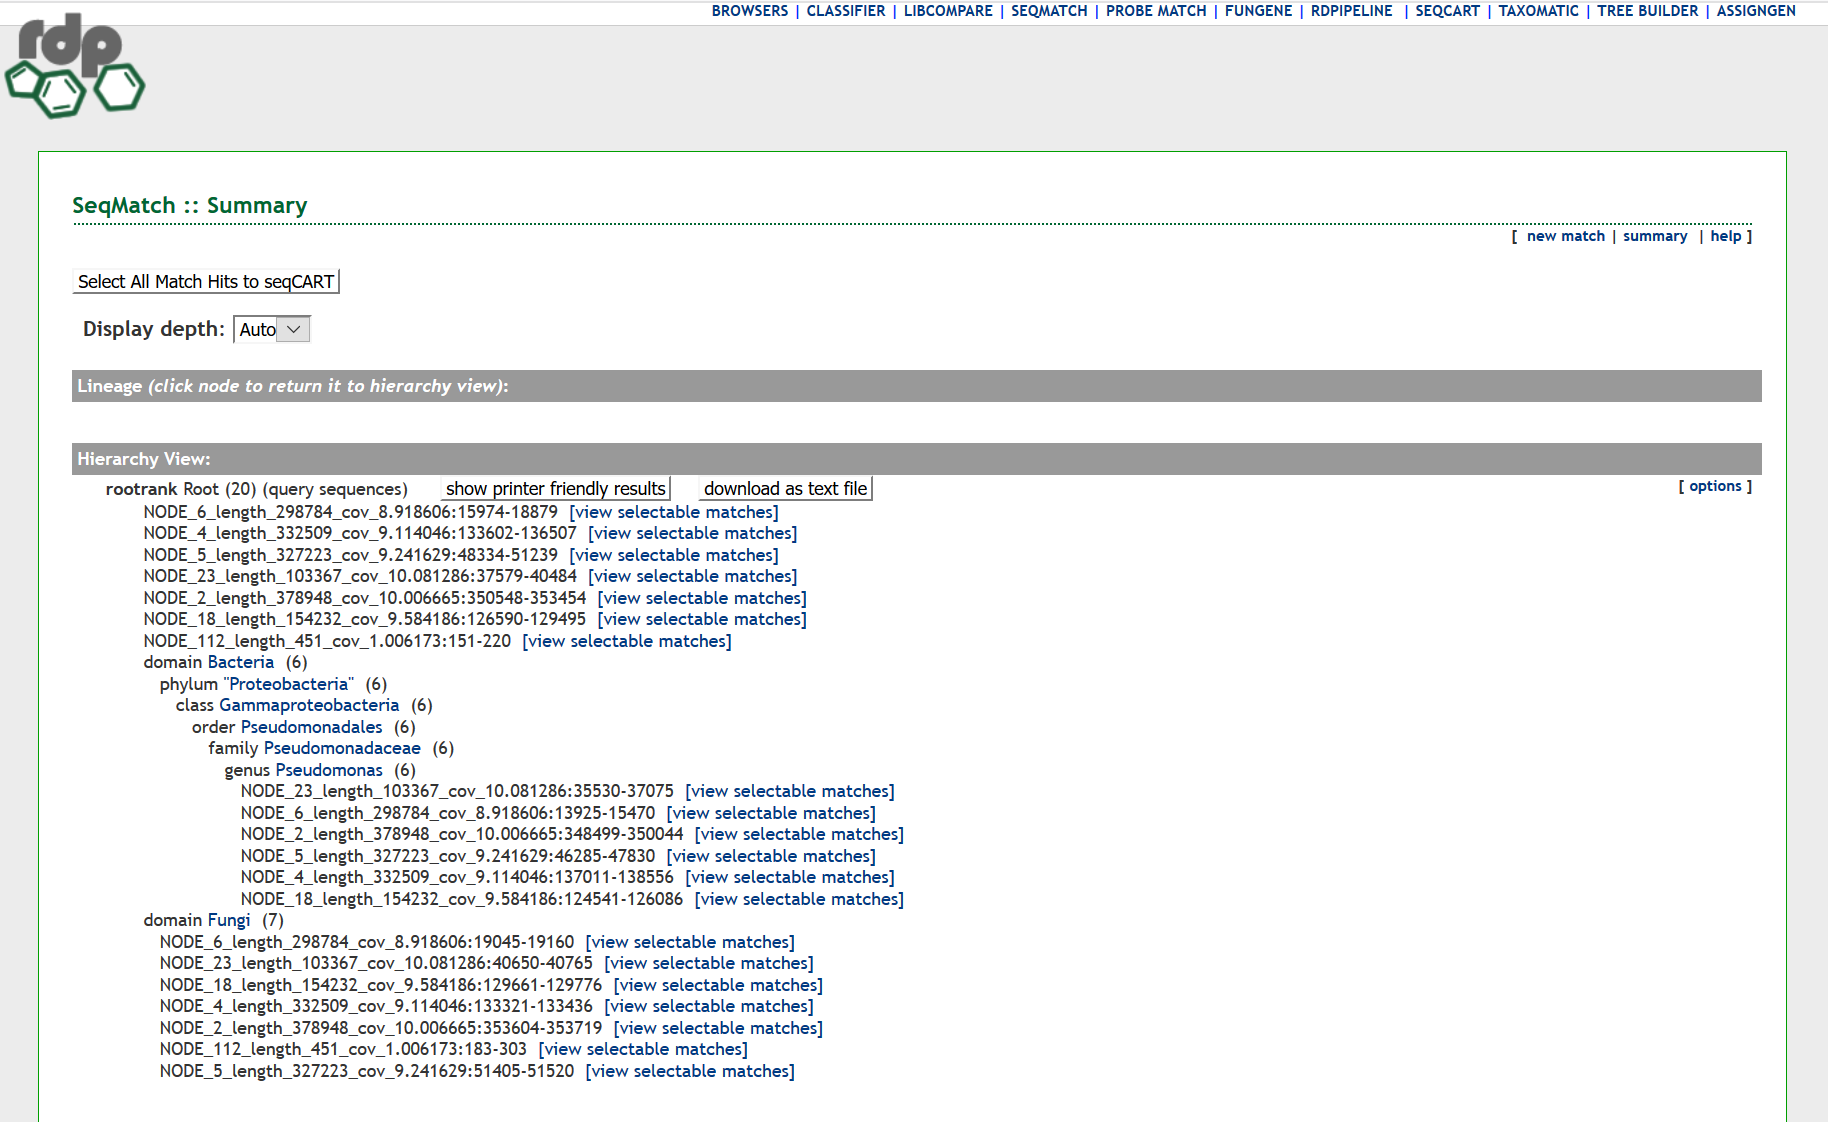 BROWSERS | CLASSIFIER | LIBCOMPARE | SEQMATCH | PROBE MATCH | FUNGENE | RDPIPELINE | SEQCART | TAXOMATIC | TREE BUILDER | ASSIGNGEN
rdp
SeqMatch :: Summary
[ new match | summary | help ]
Select All Match Hits to seqCART
Display depth: Auto
Lineage (click node to return it to hierarchy view):
Hierarchy View:
rootrank Root (20) (query sequences) show printer friendly results download as text file [ options ]
NODE_6_length_298784_cov_8.918606:15974-18879 [view selectable matches]
NODE_4_length_332509_cov_9.114046:133602-136507 [view selectable matches]
NODE_5_length_327223_cov_9.241629:48334-51239 [view selectable matches]
NODE_23_length_103367_cov_10.081286:37579-40484 [view selectable matches]
NODE_2_length_378948_cov_10.006665:350548-353454 [view selectable matches]
NODE_18_length_154232_cov_9.584186:126590-129495 [view selectable matches]
NODE_112_length_451_cov_1.006173:151-220 [view selectable matches]
domain Bacteria (6)
phylum "Proteobacteria" (6)
class Gammaproteobacteria (6)
order Pseudomonadales (6)
family Pseudomonadaceae (6)
genus Pseudomonas (6)
NODE_23_length_103367_cov_10.081286:35530-37075 [view selectable matches]
NODE_6_length_298784_cov_8.918606:13925-15470 [view selectable matches]
NODE_2_length_378948_cov_10.006665:348499-350044 [view selectable matches]
NODE_5_length_327223_cov_9.241629:46285-47830 [view selectable matches]
NODE_4_length_332509_cov_9.114046:137011-138556 [view selectable matches]
NODE_18_length_154232_cov_9.584186:124541-126086 [view selectable matches]
domain Fungi (7)
NODE_6_length_298784_cov_8.918606:19045-19160 [view selectable matches]
NODE_23_length_103367_cov_10.081286:40650-40765 [view selectable matches]
NODE_18_length_154232_cov_9.584186:129661-129776 [view selectable matches]
NODE_4_length_332509_cov_9.114046:133321-133436 [view selectable matches]
NODE_2_length_378948_cov_10.006665:353604-353719 [view selectable matches]
NODE_112_length_451_cov_1.006173:183-303 [view selectable matches]
NODE_5_length_327223_cov_9.241629:51405-51520 [view selectable matches]